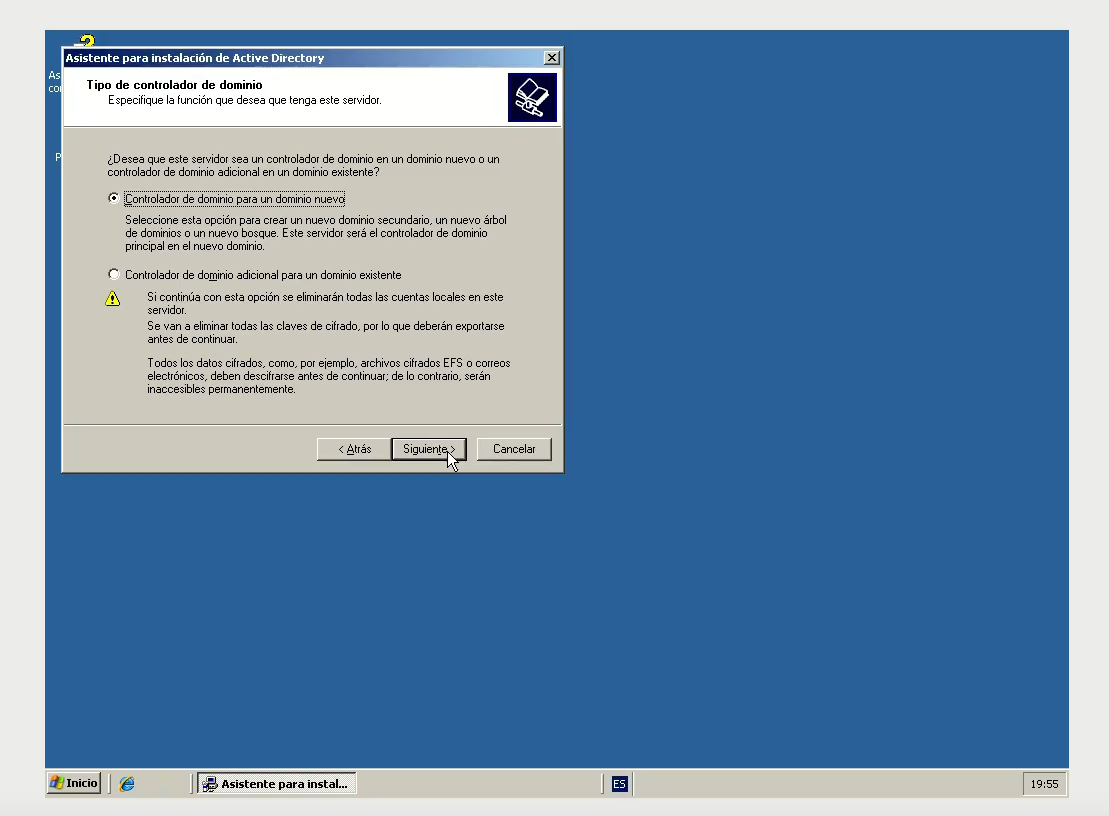 Asistente para instalación de Active Directory
Tipo de controlador de dominio
Especifique la función que desea que tenga este servidor.
¿Desea que este servidor sea un controlador de dominio en un dominio nuevo o un
controlador de dominio adicional en un dominio existente?
Controlador de dominio para un dominio nuevo
Seleccione esta opción para crear un nuevo dominio secundario, un nuevo árbol
de dominios o un nuevo bosque. Este servidor será el controlador de dominio
principal en el nuevo dominio.
Controlador de dominio adicional para un dominio existente
Si continúa con esta opción se eliminarán todas las cuentas locales en este
servidor.
Se van a eliminar todas las claves de cifrado, por lo que deberán exportarse
antes de continuar.
Todos los datos cifrados, como, por ejemplo, archivos cifrados EFS o correos
electrónicos, deben descifrarse antes de continuar; de lo contrario, serán
inaccesibles permanentemente.
< Atrás Siguiente > Cancelar
Inicio Asistente para instal... ES 19:55